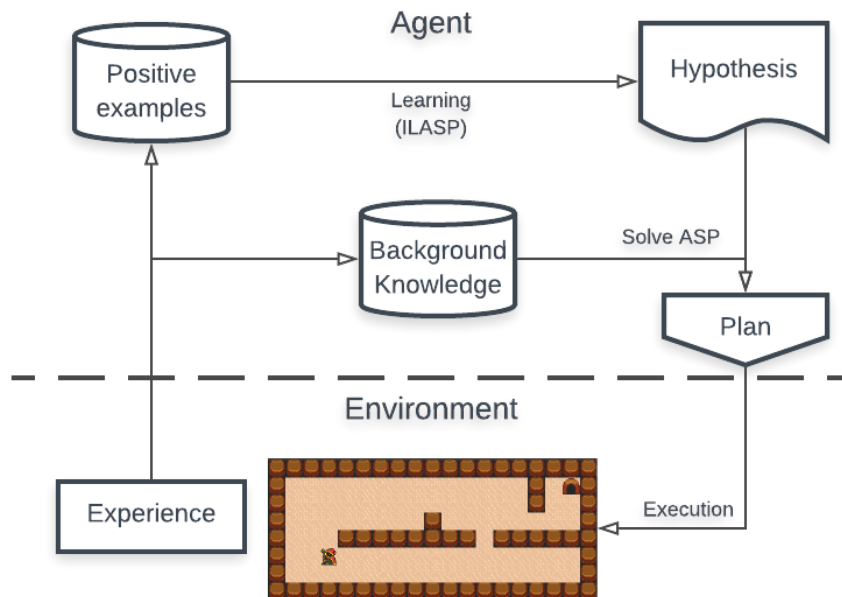 Agent
Positive
examples
Learning
(ILASP)
Hypothesis
Background
Knowledge
Solve ASP
Plan
Environment
Experience
Execution